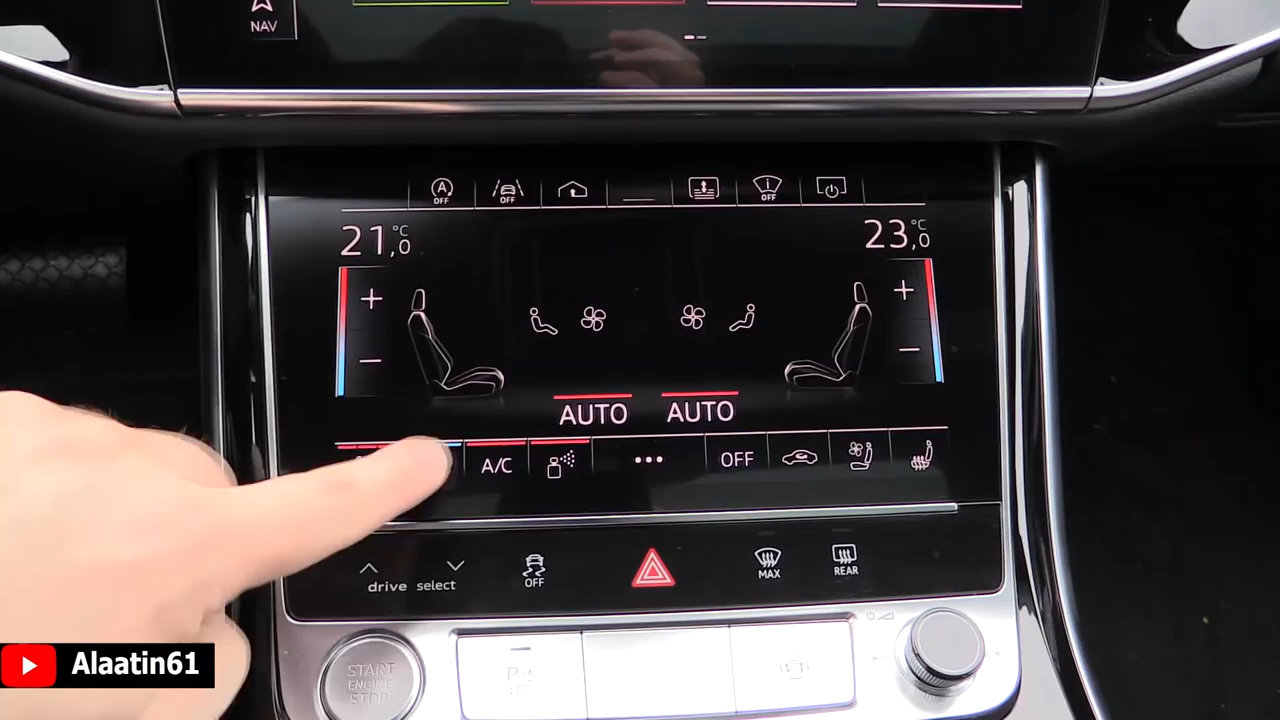 NAV
A
OFF
OFF
i
OFF
21,0 °C
23,0 °C
+
+
−
−
AUTO
AUTO
A/C
•••
OFF
drive select
OFF
MAX
REAR
START
ENGINE
STOP
P
Alaatin61